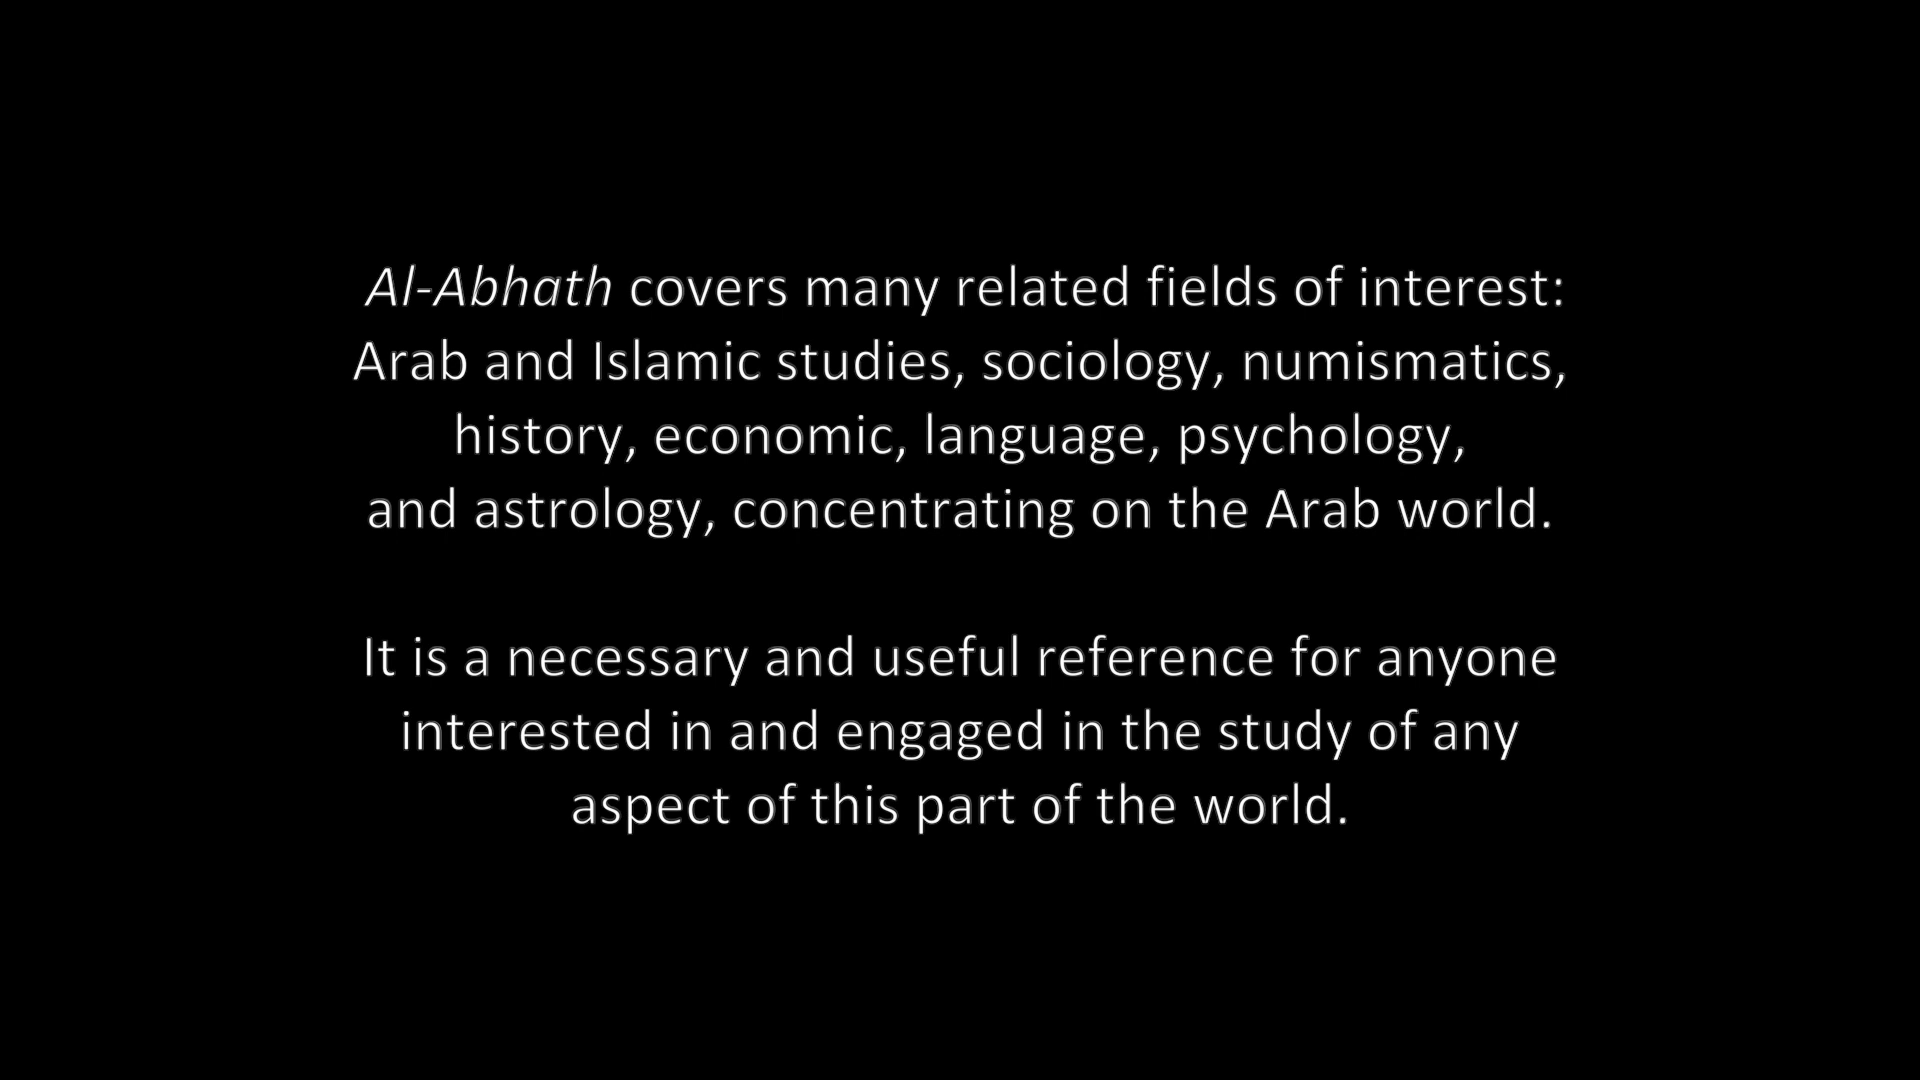 Al-Abhath covers many related fields of interest:
Arab and Islamic studies, sociology, numismatics,
history, economic, language, psychology,
and astrology, concentrating on the Arab world.
It is a necessary and useful reference for anyone
interested in and engaged in the study of any
aspect of this part of the world.